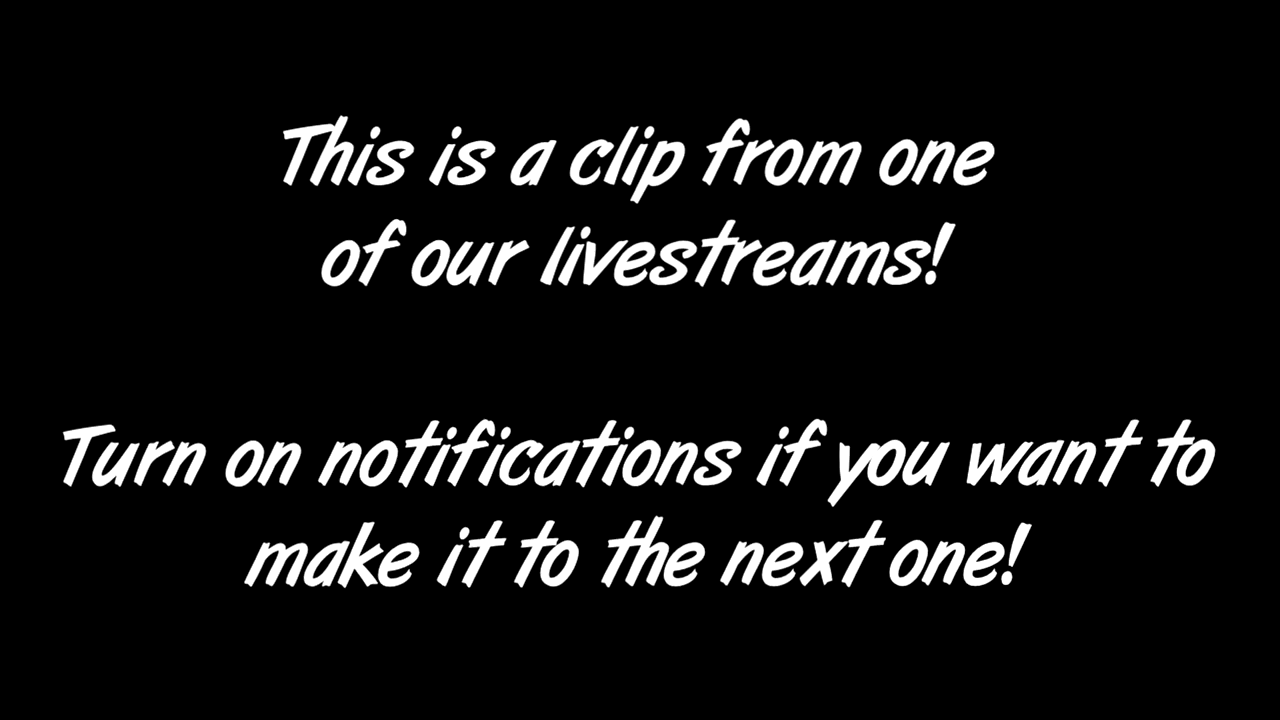 This is a clip from one
of our livestreams!
Turn on notifications if you want to
make it to the next one!